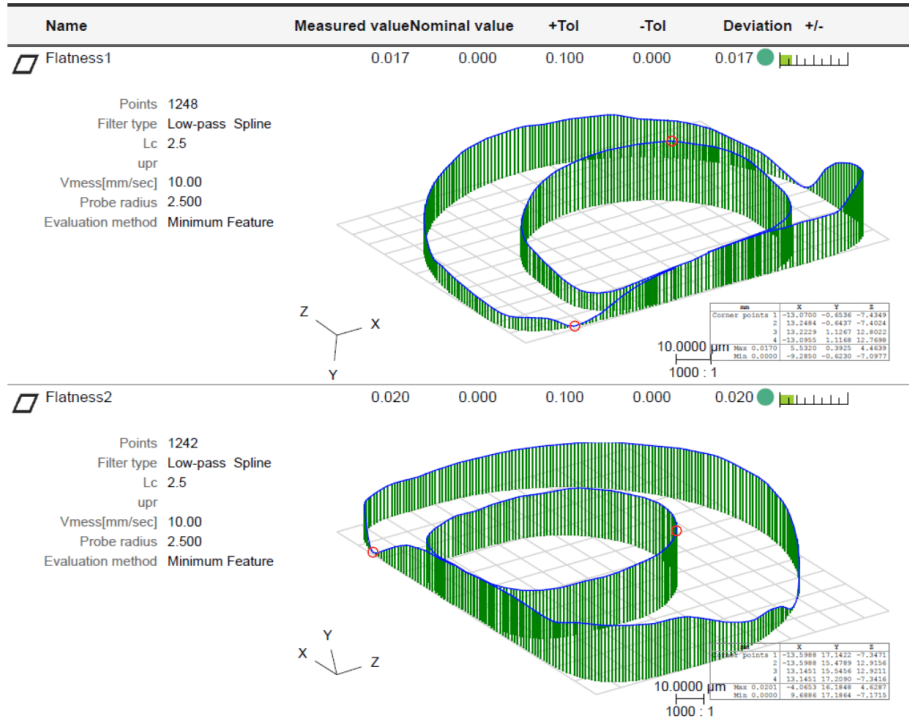 Name Measured value Nominal value +Tol -Tol Deviation +/-
Flatness1 0.017 0.000 0.100 0.000 0.017
Points 1248
Filter type Low-pass Spline
Lc 2.5
upr
Vmess[mm/sec] 10.00
Probe radius 2.500
Evaluation method Minimum Feature
Z
X
Y
mm X Y Z
Corner points 1 -13.0700 -0.6536 -7.4349
2 13.2484 -0.6437 -7.4024
3 13.2229 1.1267 12.8022
4 -13.0955 1.1168 12.7698
Max 0.0170 5.5320 0.3925 4.4639
Min 0.0000 -9.2850 -0.6230 -7.0977
10.0000 µm
1000 : 1
Flatness2 0.020 0.000 0.100 0.000 0.020
Points 1242
Filter type Low-pass Spline
Lc 2.5
upr
Vmess[mm/sec] 10.00
Probe radius 2.500
Evaluation method Minimum Feature
Y
X
Z
mm X Y Z
Corner points 1 -13.5988 17.1422 -7.3471
2 -13.5988 15.4789 12.9156
3 13.1451 15.5456 12.9211
4 13.1451 17.2090 -7.3416
Max 0.0201 -4.0653 16.1848 4.6287
Min 0.0000 9.6886 17.1864 -7.1715
10.0000 µm
1000 : 1